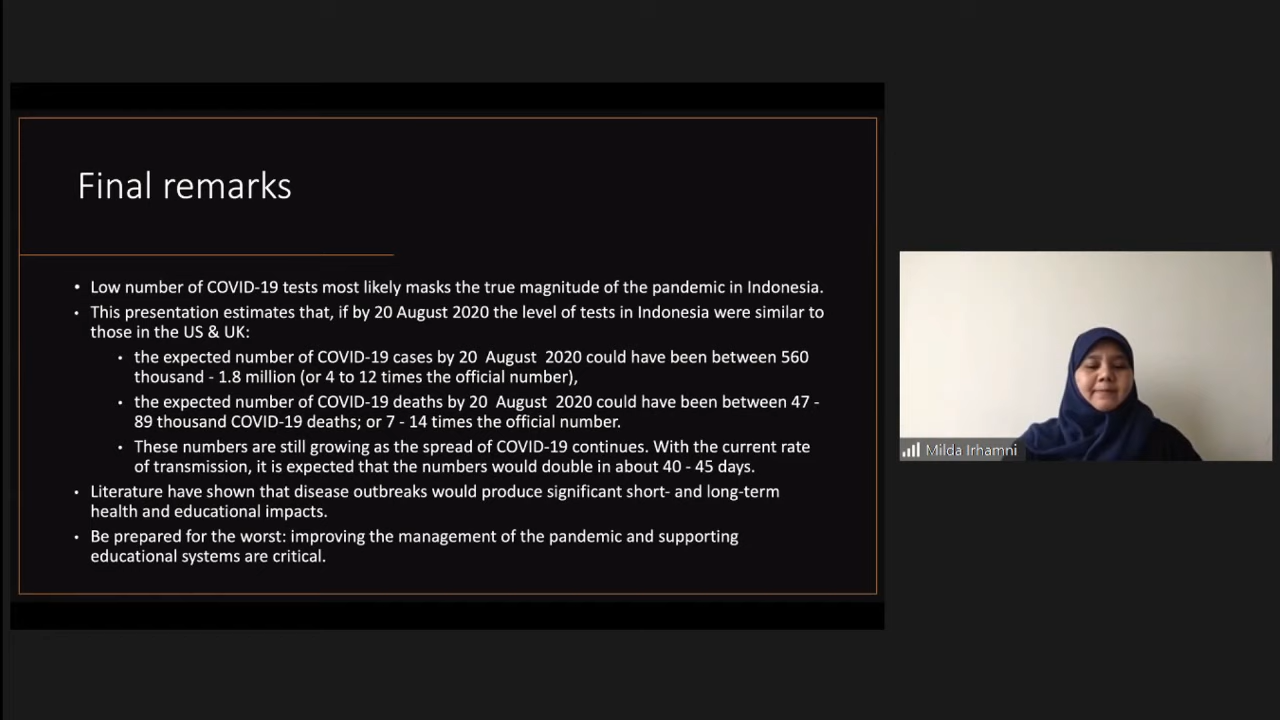 Final remarks
• Low number of COVID-19 tests most likely masks the true magnitude of the pandemic in Indonesia.
• This presentation estimates that, if by 20 August 2020 the level of tests in Indonesia were similar to
those in the US & UK:
• the expected number of COVID-19 cases by 20 August 2020 could have been between 560
thousand - 1.8 million (or 4 to 12 times the official number),
• the expected number of COVID-19 deaths by 20 August 2020 could have been between 47 -
89 thousand COVID-19 deaths; or 7 - 14 times the official number.
• These numbers are still growing as the spread of COVID-19 continues. With the current rate
of transmission, it is expected that the numbers would double in about 40 - 45 days.
• Literature have shown that disease outbreaks would produce significant short- and long-term
health and educational impacts.
• Be prepared for the worst: improving the management of the pandemic and supporting
educational systems are critical.
Milda Irhamni